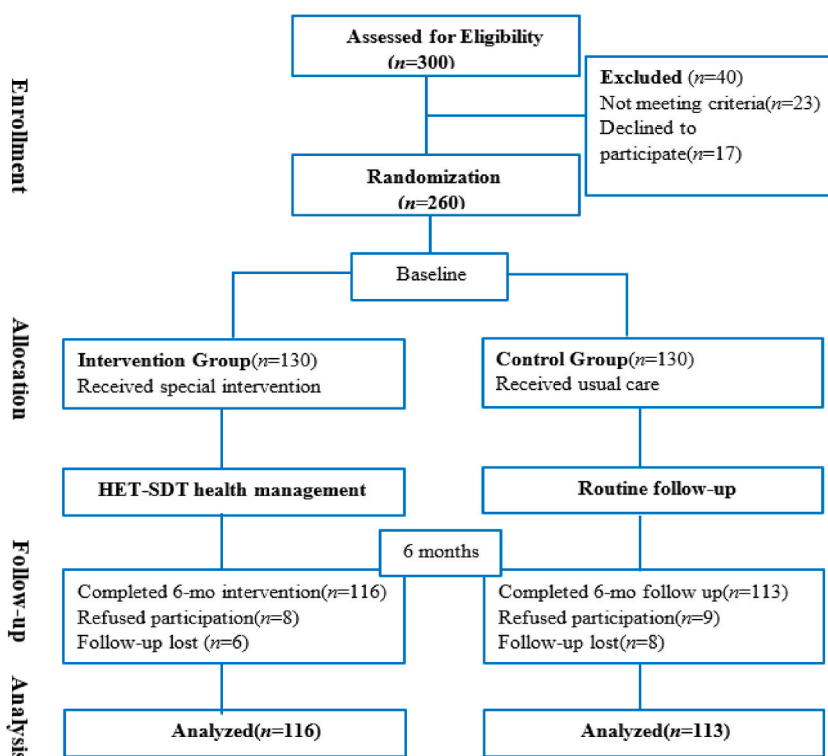 Enrollment
Assessed for Eligibility
(n=300)
Excluded (n=40)
Not meeting criteria(n=23)
Declined to
participate(n=17)
Randomization
(n=260)
Baseline
Allocation
Intervention Group(n=130)
Received special intervention
Control Group(n=130)
Received usual care
HET-SDT health management
Routine follow-up
Follow-up
6 months
Completed 6-mo intervention(n=116)
Refused participation(n=8)
Follow-up lost (n=6)
Completed 6-mo follow up(n=113)
Refused participation(n=9)
Follow-up lost(n=8)
Analysis
Analyzed(n=116)
Analyzed(n=113)